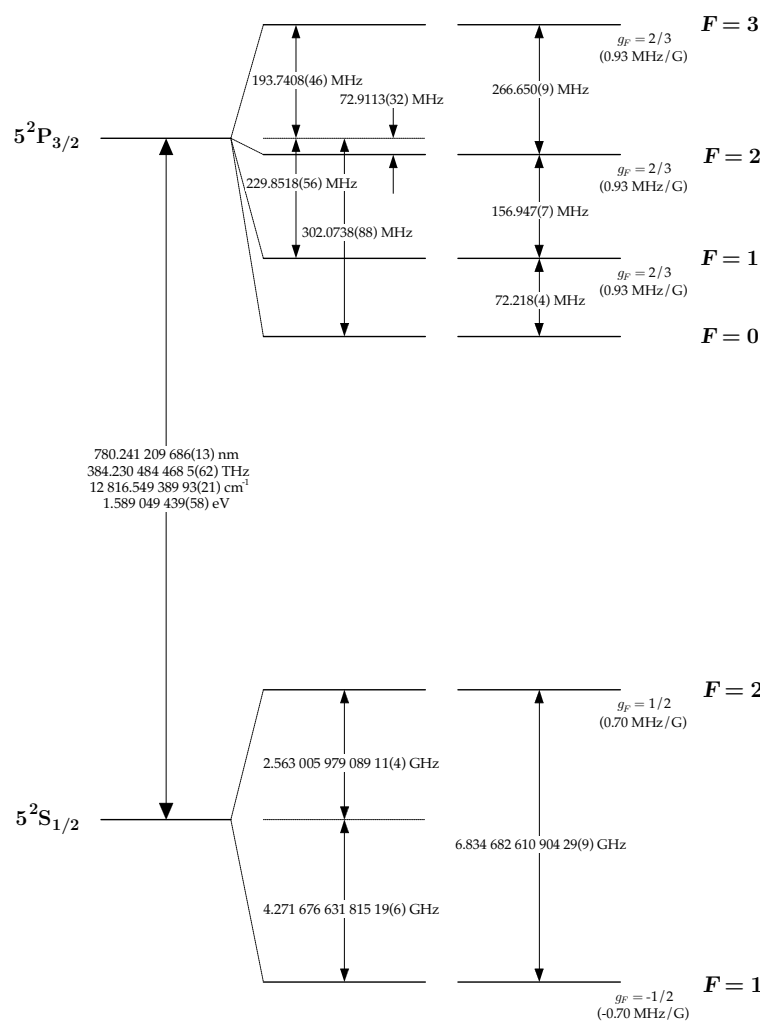 F = 3
g_F = 2/3
(0.93 MHz/G)
193.7408(46) MHz
266.650(9) MHz
72.9113(32) MHz
5²P₃/₂
F = 2
g_F = 2/3
(0.93 MHz/G)
229.8518(56) MHz
156.947(7) MHz
302.0738(88) MHz
F = 1
g_F = 2/3
(0.93 MHz/G)
72.218(4) MHz
F = 0
780.241 209 686(13) nm
384.230 484 468 5(62) THz
12 816.549 389 93(21) cm⁻¹
1.589 049 439(58) eV
F = 2
g_F = 1/2
(0.70 MHz/G)
2.563 005 979 089 11(4) GHz
5²S₁/₂
6.834 682 610 904 29(9) GHz
4.271 676 631 815 19(6) GHz
F = 1
g_F = -1/2
(-0.70 MHz/G)